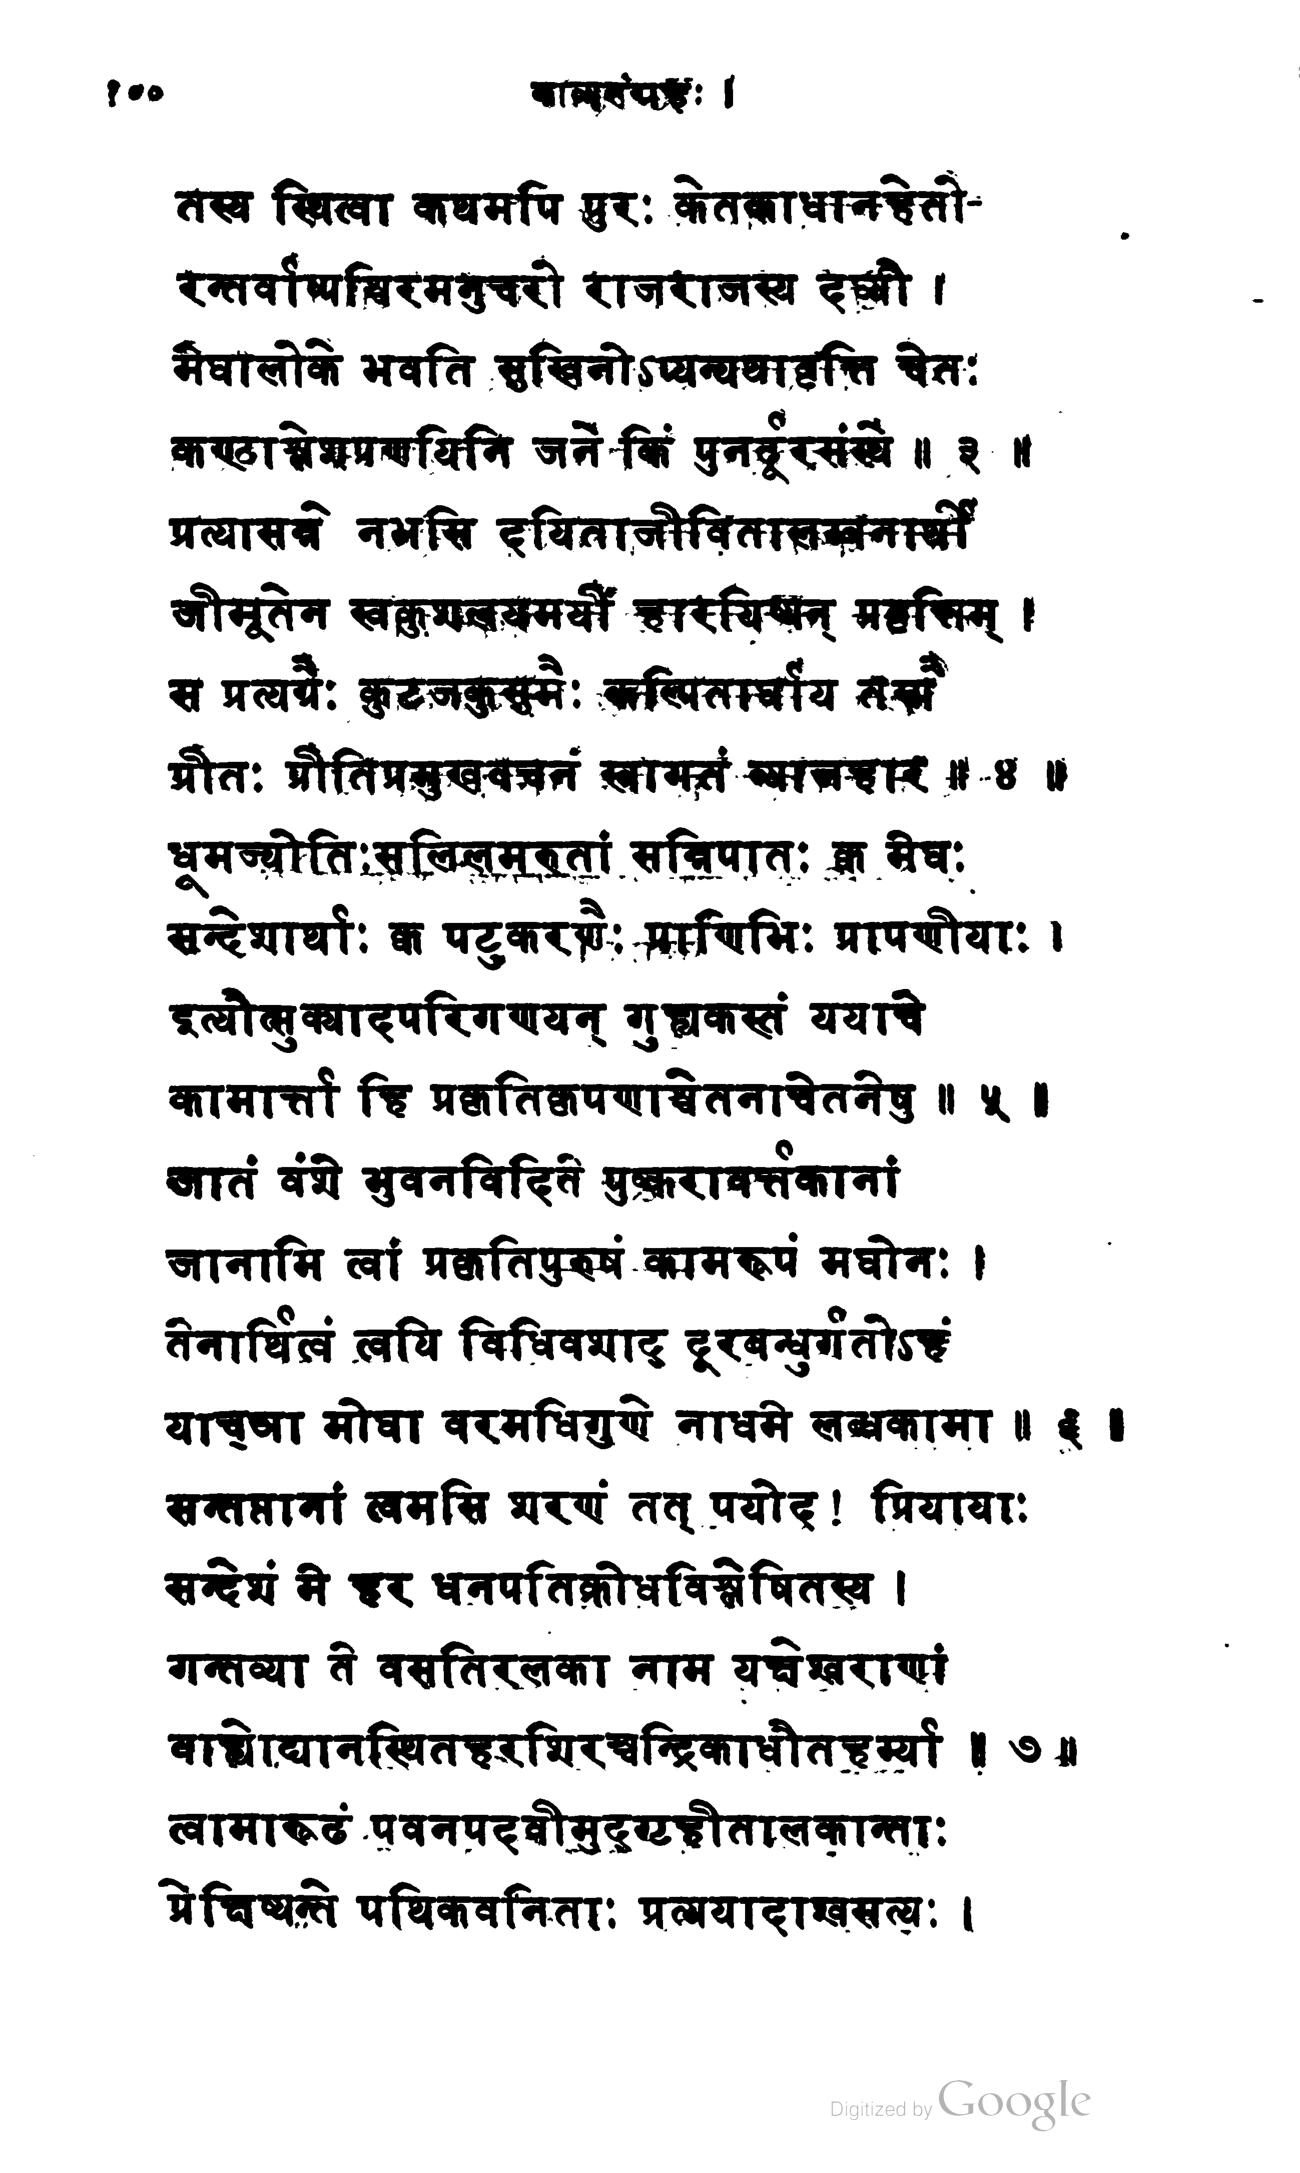 १०० काव्यसंग्रहः ।
तस्य स्थित्वा कथमपि पुरः केतकाधानहेतो-
रन्तर्वाष्पश्चिरमनुचरो राजराजस्य दध्यौ ।
मेघालोके भवति सुखिनोऽप्यन्यथावृत्ति चेतः
कण्ठाश्लेशप्रणयिनि जने किं पुनर्दूरसंस्थे ॥ ३ ॥
प्रत्यासन्ने नभसि दयिताजीवितालम्बनार्थी
जीमूतेन स्वकुशलयमयीं हारयिष्यन् प्रवृत्तिम् ।
स प्रत्यग्रैः कुटजकुसुमैः कल्पितार्घाय तस्मै
प्रीतः प्रीतिप्रमुखवचनं स्वागतं व्याजहार ॥ ४ ॥
धूमज्योतिःसलिलमरुतां सन्निपातः क्व मेघः
सन्देशार्थाः क्व पटुकरणैः प्राणिभिः प्रापणीयाः ।
इत्यौत्सुक्यादपरिगणयन् गुह्यकस्तं ययाचे
कामार्त्ता हि प्रकृतिकृपणाश्चेतनाचेतनेषु ॥ ५ ॥
जातं वंशे भुवनविदिते पुष्करावर्त्तकानां
जानामि त्वां प्रकृतिपुरुषं कामरूपं मघोनः ।
तेनार्थित्वं त्वयि विधिवशाद् दूरबन्धुर्गतोऽहं
याच्ञा मोघा वरमधिगुणे नाधमे लब्धकामा ॥ ६ ॥
सन्तप्तानां त्वमसि शरणं तत् पयोद! प्रियायाः
सन्देशं मे हर धनपतिक्रोधविश्लेषितस्य ।
गन्तव्या ते वसतिरलका नाम यक्षेश्वराणां
वाह्योद्यानस्थितहरशिरश्चन्द्रिकाधौतहर्म्या ॥ ७ ॥
त्वामारूढं पवनपदवीमुद्गृहीतालकान्ताः
प्रेक्षिष्यन्ते पथिकवनिताः प्रत्ययादाश्वसत्यः ।
Digitized by Google